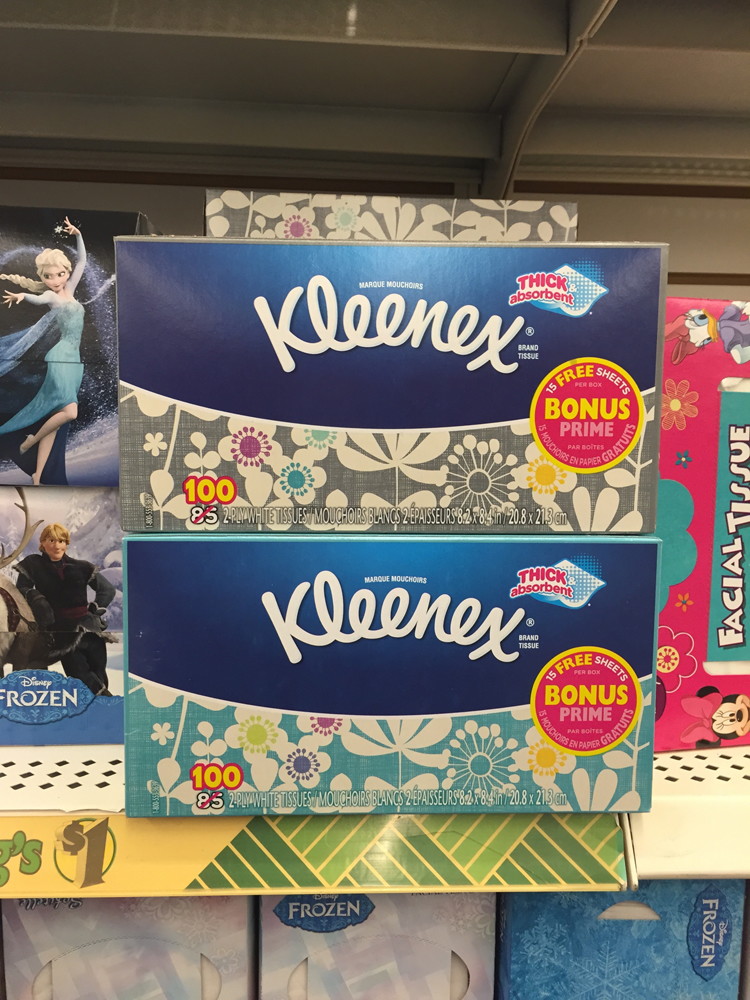 MARQUE MOUCHOIRS
Kleenex®
BRAND
TISSUE
THICK &
absorbent
15 FREE SHEETS
PER BOX
BONUS
PRIME
PAR BOÎTES
15 MOUCHOIRS EN PAPIER GRATUITS
100
85 2-PLY WHITE TISSUES / MOUCHOIRS BLANCS 2 ÉPAISSEURS 8.2 x 8.4 in / 20.8 x 21.3 cm
MARQUE MOUCHOIRS
Kleenex®
BRAND
TISSUE
THICK &
absorbent
15 FREE SHEETS
PER BOX
BONUS
PRIME
PAR BOÎTES
15 MOUCHOIRS EN PAPIER GRATUITS
100
85 2-PLY WHITE TISSUES / MOUCHOIRS BLANCS 2 ÉPAISSEURS 8.2 x 8.4 in / 20.8 x 21.3 cm
Disney
FROZEN
FACIAL TISSUE
g's $1
Disney
FROZEN
Disney
FROZEN